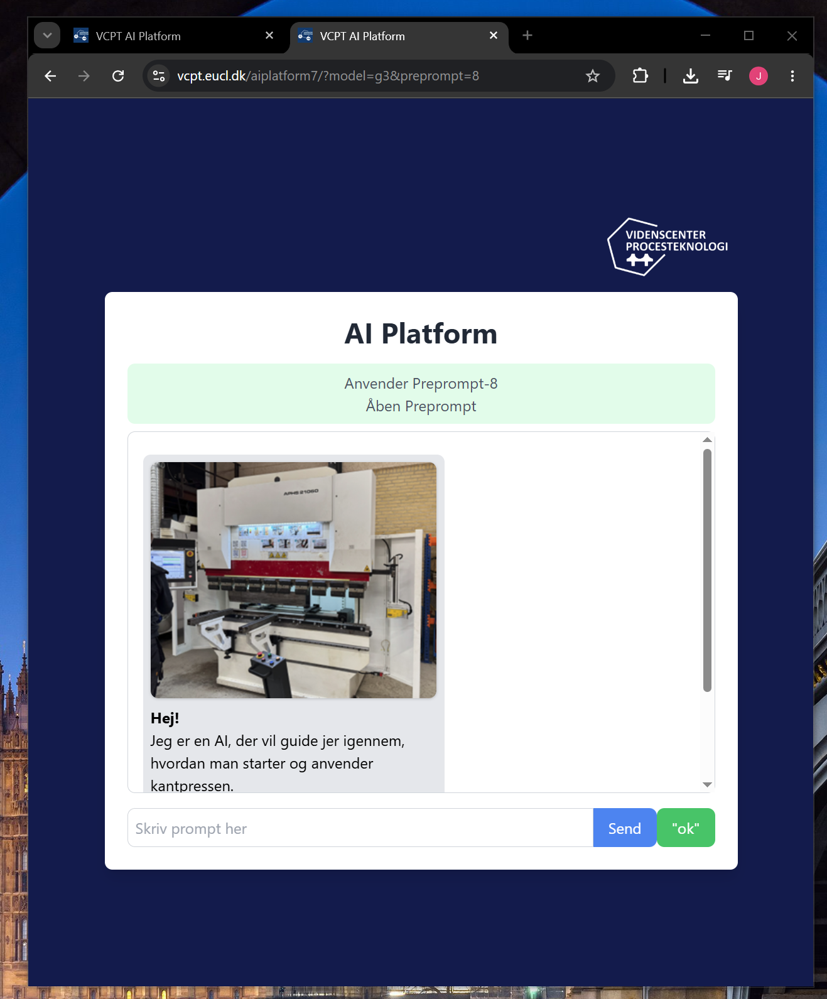 VCPT AI Platform
VCPT AI Platform
vcpt.eucl.dk/aiplatform7/?model=g3&preprompt=8
J
VIDENSCENTER
PROCESTEKNOLOGI
AI Platform
Anvender Preprompt-8
Åben Preprompt
APHS 21060
Hej!
Jeg er en AI, der vil guide jer igennem,
hvordan man starter og anvender
kantpressen.
Skriv prompt her
Send
"ok"